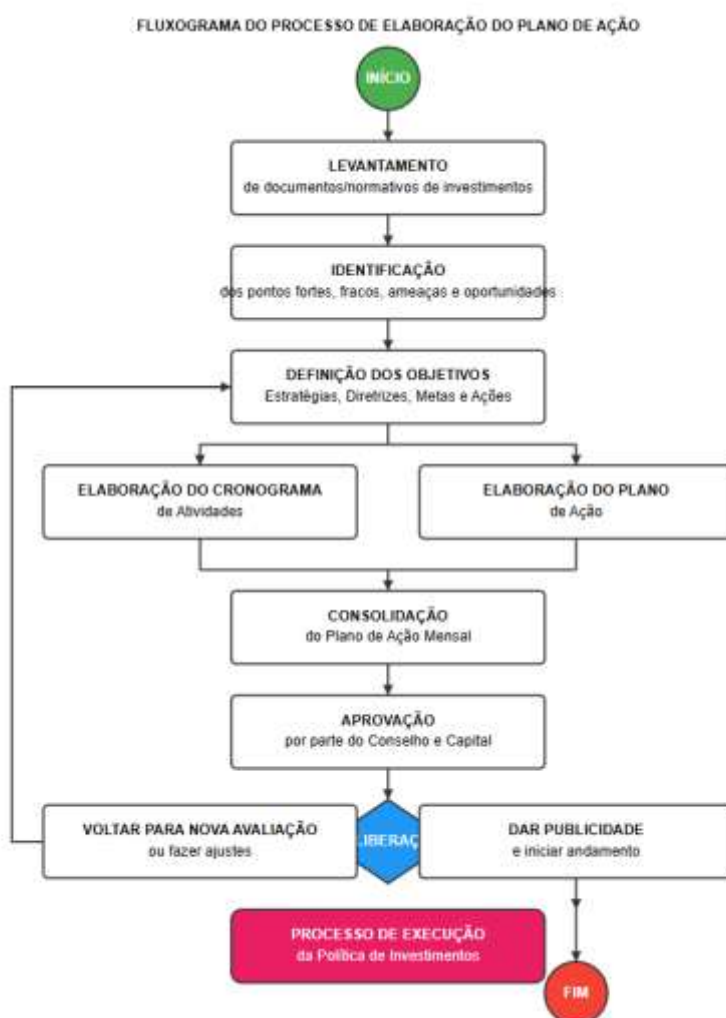 FLUXOGRAMA DO PROCESSO DE ELABORAÇÃO DO PLANO DE AÇÃO
INÍCIO
LEVANTAMENTO
de documentos/normativos de investimentos
IDENTIFICAÇÃO
dos pontos fortes, fracos, ameaças e oportunidades
DEFINIÇÃO DOS OBJETIVOS
Estratégias, Diretrizes, Metas e Ações
ELABORAÇÃO DO CRONOGRAMA
de Atividades
ELABORAÇÃO DO PLANO
de Ação
CONSOLIDAÇÃO
do Plano de Ação Mensal
APROVAÇÃO
por parte do Conselho e Capital
VOLTAR PARA NOVA AVALIAÇÃO
ou fazer ajustes
LIBERAÇ
DAR PUBLICIDADE
e iniciar andamento
PROCESSO DE EXECUÇÃO
da Política de Investimentos
FIM